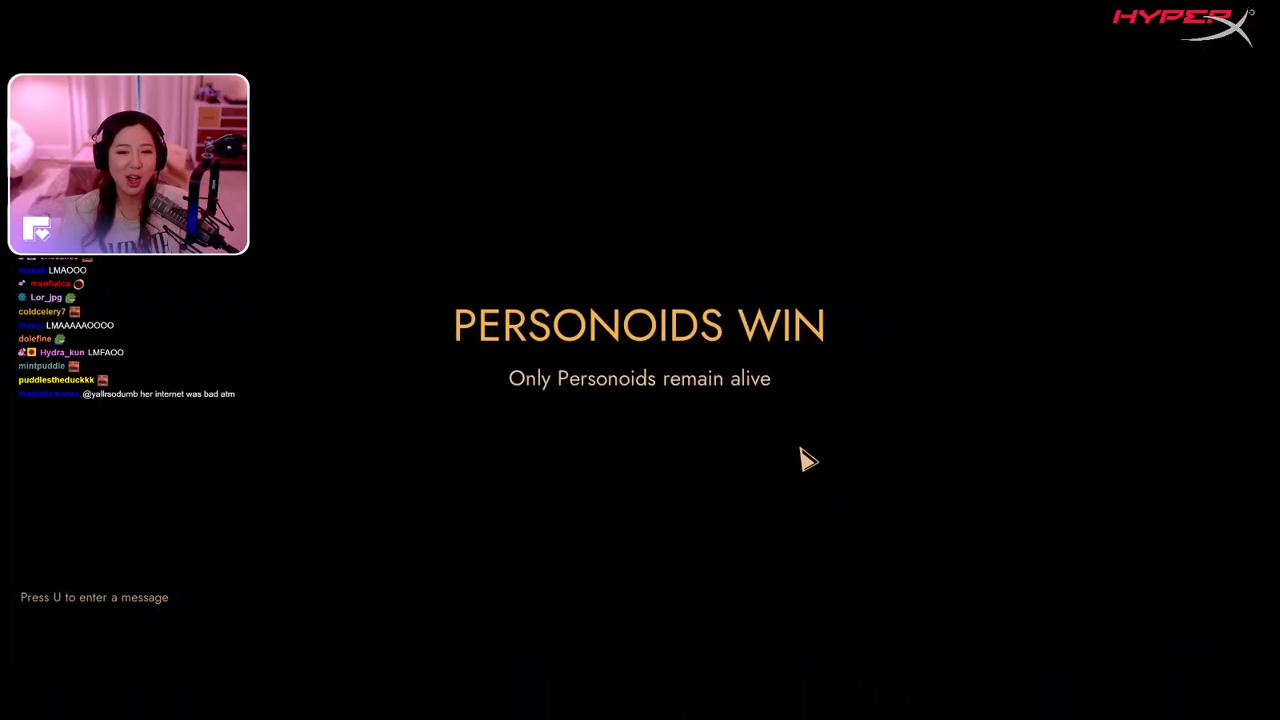 HYPERX
LMAOOO
msofieica
Lor_jpg
coldcelery7
LMAAAAAOOOO
dolefine
Hydra_kun LMFAOO
mintpuddle
puddlestheduckkk
@yallrsodumb her internet was bad atm
PERSONOIDS WIN
Only Personoids remain alive
Press U to enter a message